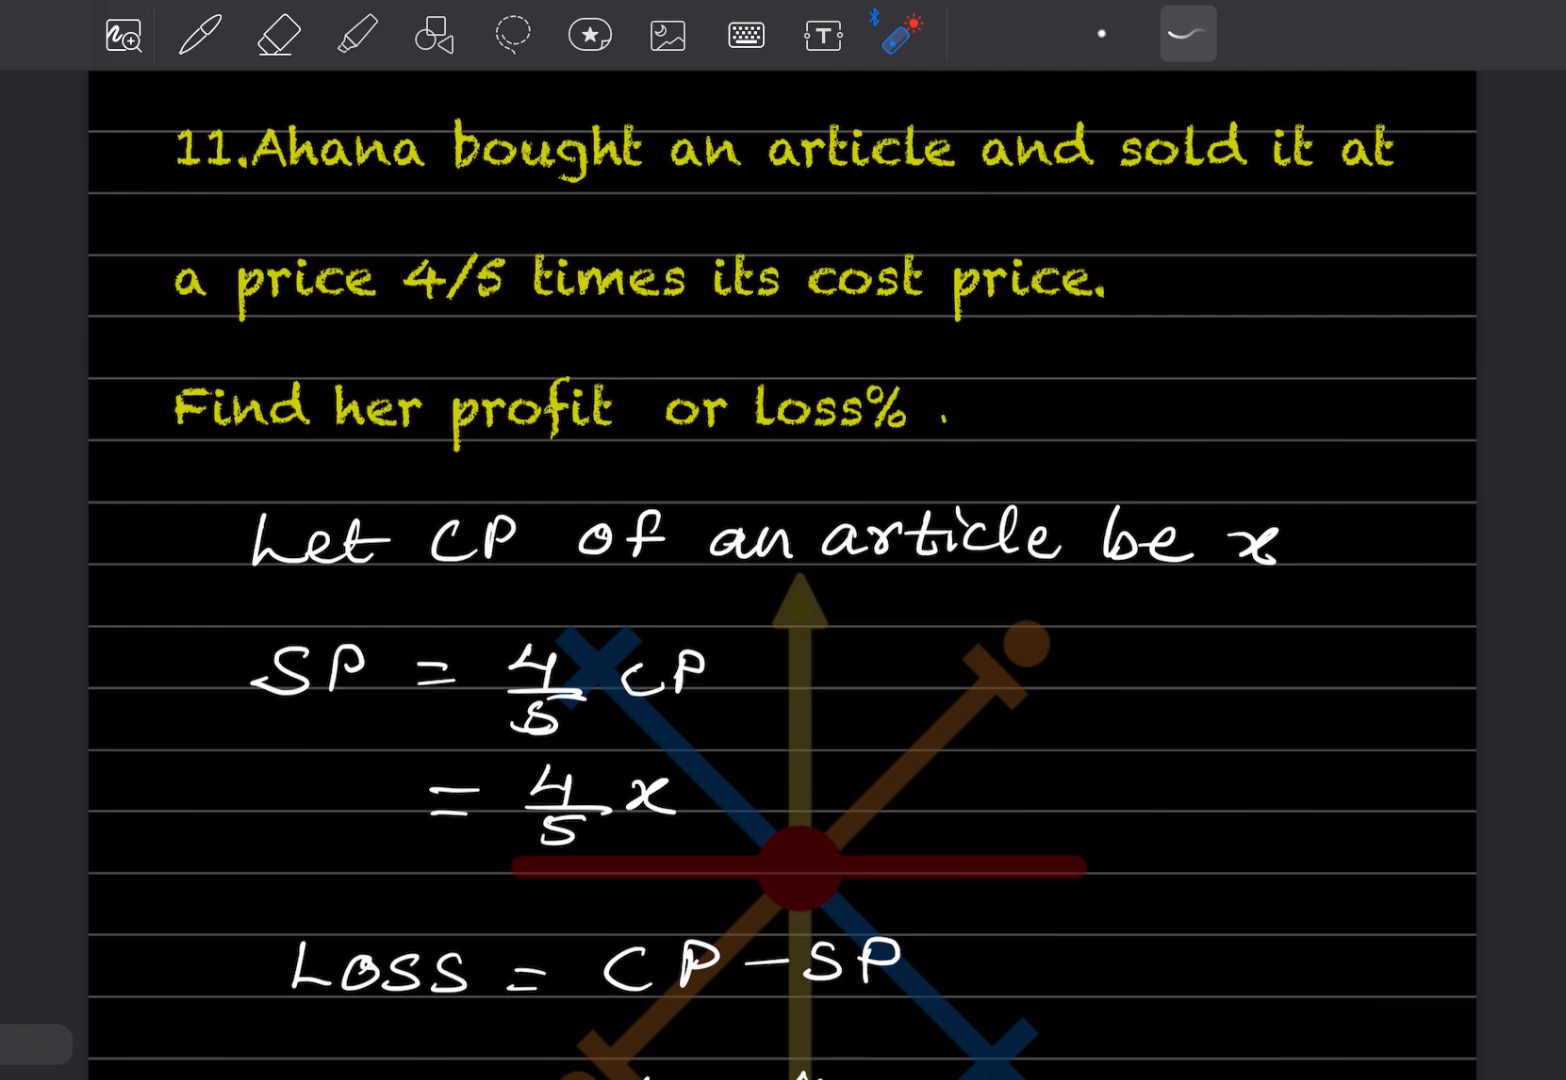 11.Ahana bought an article and sold it at
a price 4/5 times its cost price.
Find her profit or loss% .
Let CP of an article be x
SP = 4/5 CP
= 4/5 x
Loss = CP - SP